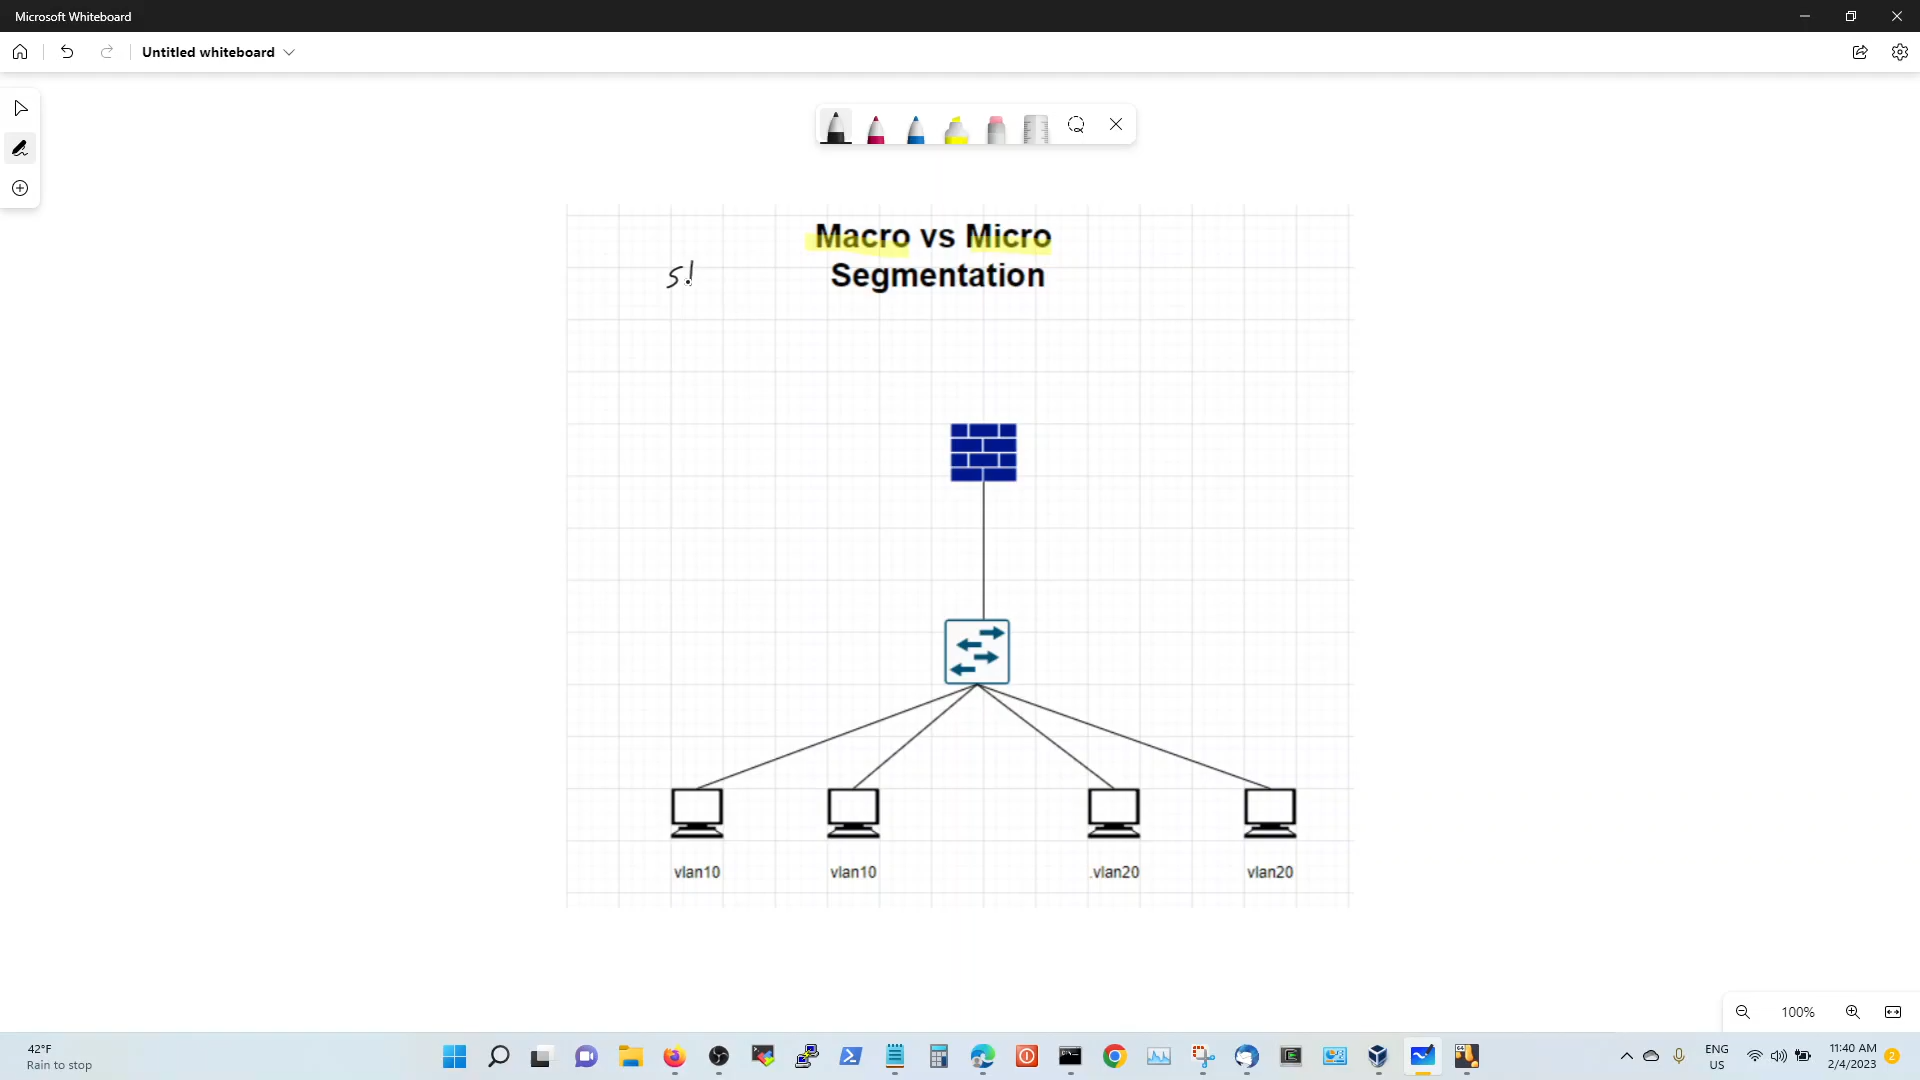 Microsoft Whiteboard
Untitled whiteboard
Macro vs Micro
Segmentation
vlan10
vlan10
.vlan20
vlan20
100%
42°F
Rain to stop
ENG
US
11:40 AM
2/4/2023
2